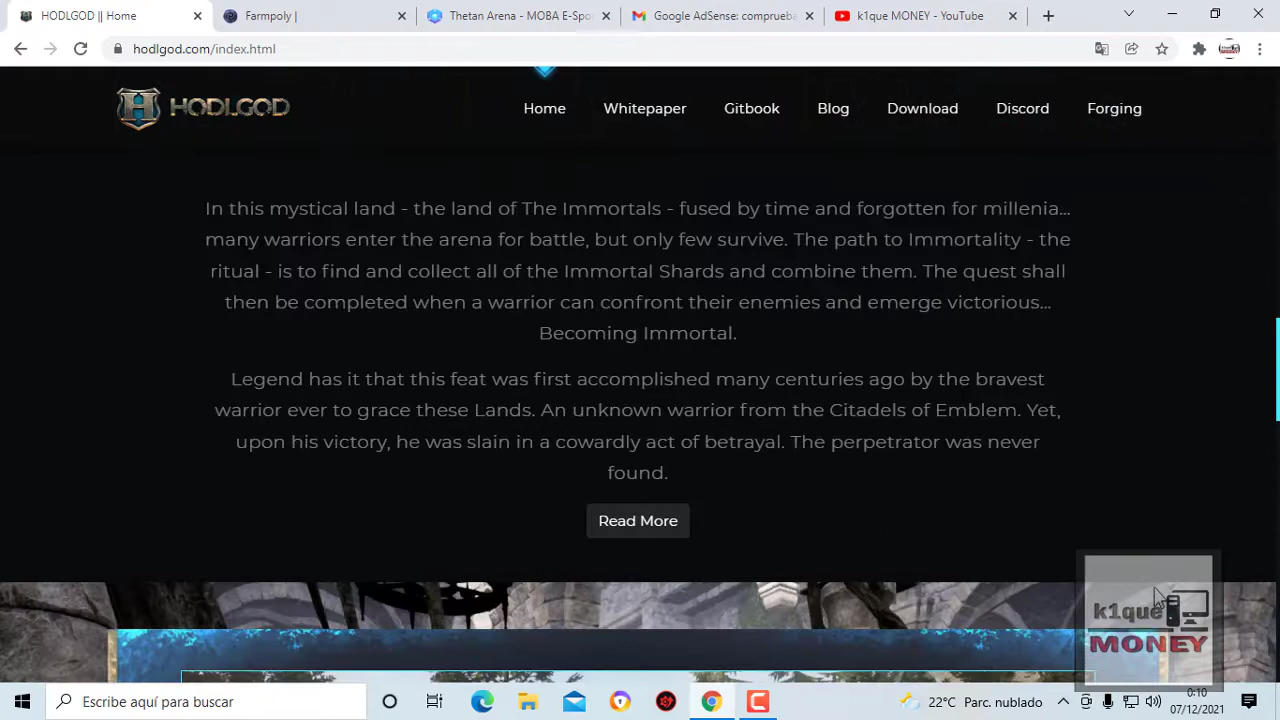 HODLGOD || Home
Farmpoly |
Thetan Arena - MOBA E-Spo
Google AdSense: comprueba
k1que MONEY - YouTube
hodlgod.com/index.html
HODLGOD
Home
Whitepaper
Gitbook
Blog
Download
Discord
Forging
In this mystical land - the land of The Immortals - fused by time and forgotten for millenia...
many warriors enter the arena for battle, but only few survive. The path to Immortality - the
ritual - is to find and collect all of the Immortal Shards and combine them. The quest shall
then be completed when a warrior can confront their enemies and emerge victorious...
Becoming Immortal.
Legend has it that this feat was first accomplished many centuries ago by the bravest
warrior ever to grace these Lands. An unknown warrior from the Citadels of Emblem. Yet,
upon his victory, he was slain in a cowardly act of betrayal. The perpetrator was never
found.
Read More
k1que
MONEY
Escribe aquí para buscar
22°C Parc. nublado
0:10
07/12/2021